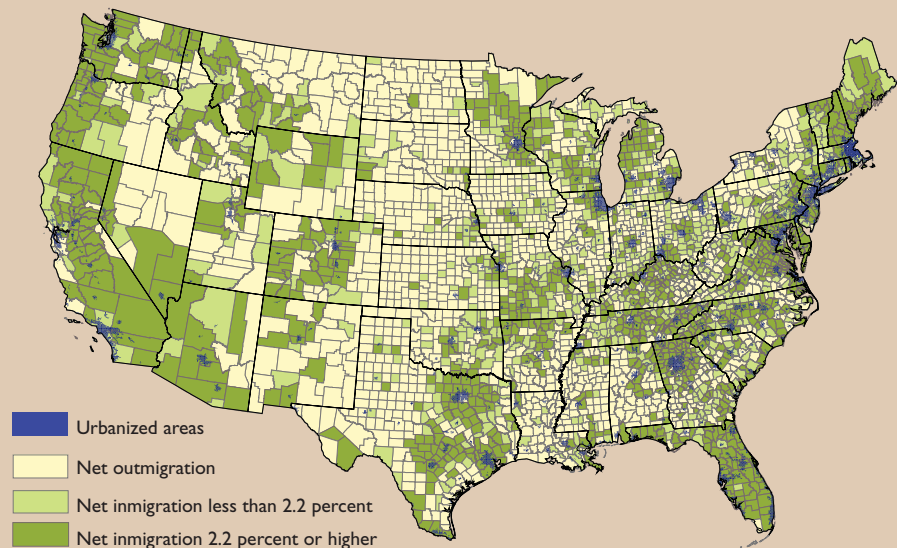 Urbanized areas
Net outmigration
Net inmigration less than 2.2 percent
Net inmigration 2.2 percent or higher